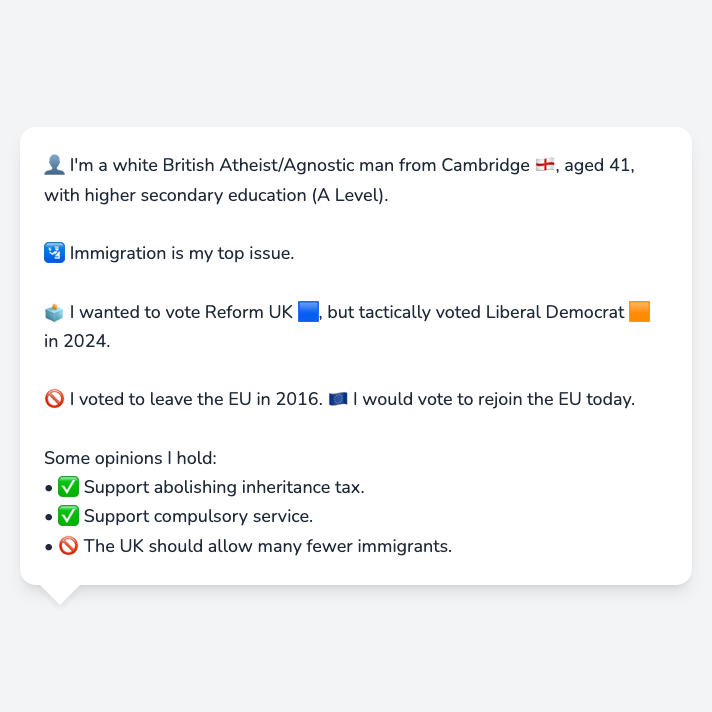 👤 I'm a white British Atheist/Agnostic man from Cambridge 🏴󠁧󠁢󠁥󠁮󠁧󠁿, aged 41,
with higher secondary education (A Level).
🛂 Immigration is my top issue.
🗳️ I wanted to vote Reform UK 🟦, but tactically voted Liberal Democrat 🟧
in 2024.
🚫 I voted to leave the EU in 2016. 🇪🇺 I would vote to rejoin the EU today.
Some opinions I hold:
• ✅ Support abolishing inheritance tax.
• ✅ Support compulsory service.
• 🚫 The UK should allow many fewer immigrants.